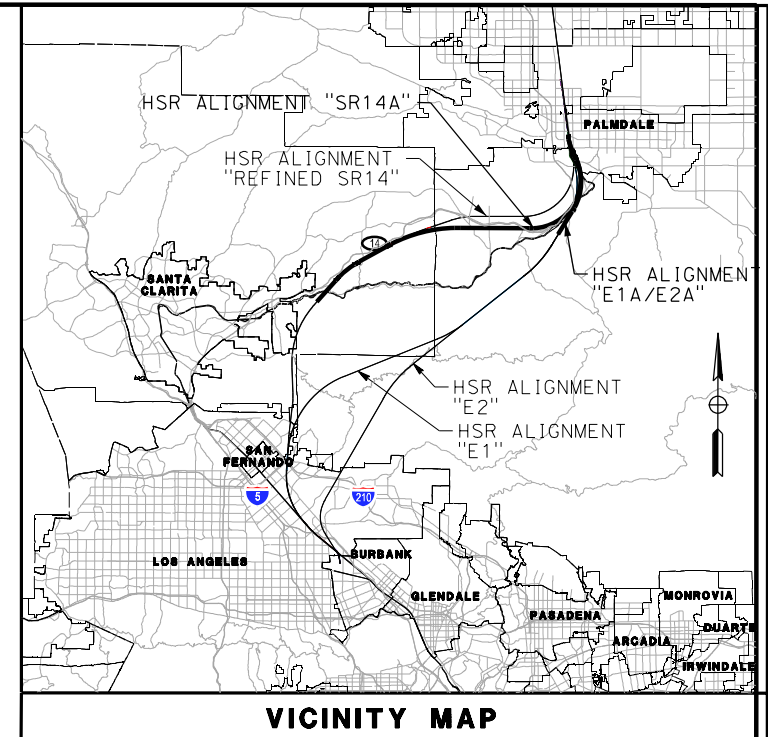 HSR ALIGNMENT "SR14A"
PALMDALE
HSR ALIGNMENT
"REFINED SR14"
14
HSR ALIGNMENT
"E1A/E2A"
SANTA
CLARITA
HSR ALIGNMENT
"E2"
HSR ALIGNMENT
"E1"
SAN
FERNANDO
5
210
LOS ANGELES
BURBANK
GLENDALE
MONROVIA
PASADENA
DUARTE
ARCADIA
IRWINDALE
VICINITY MAP